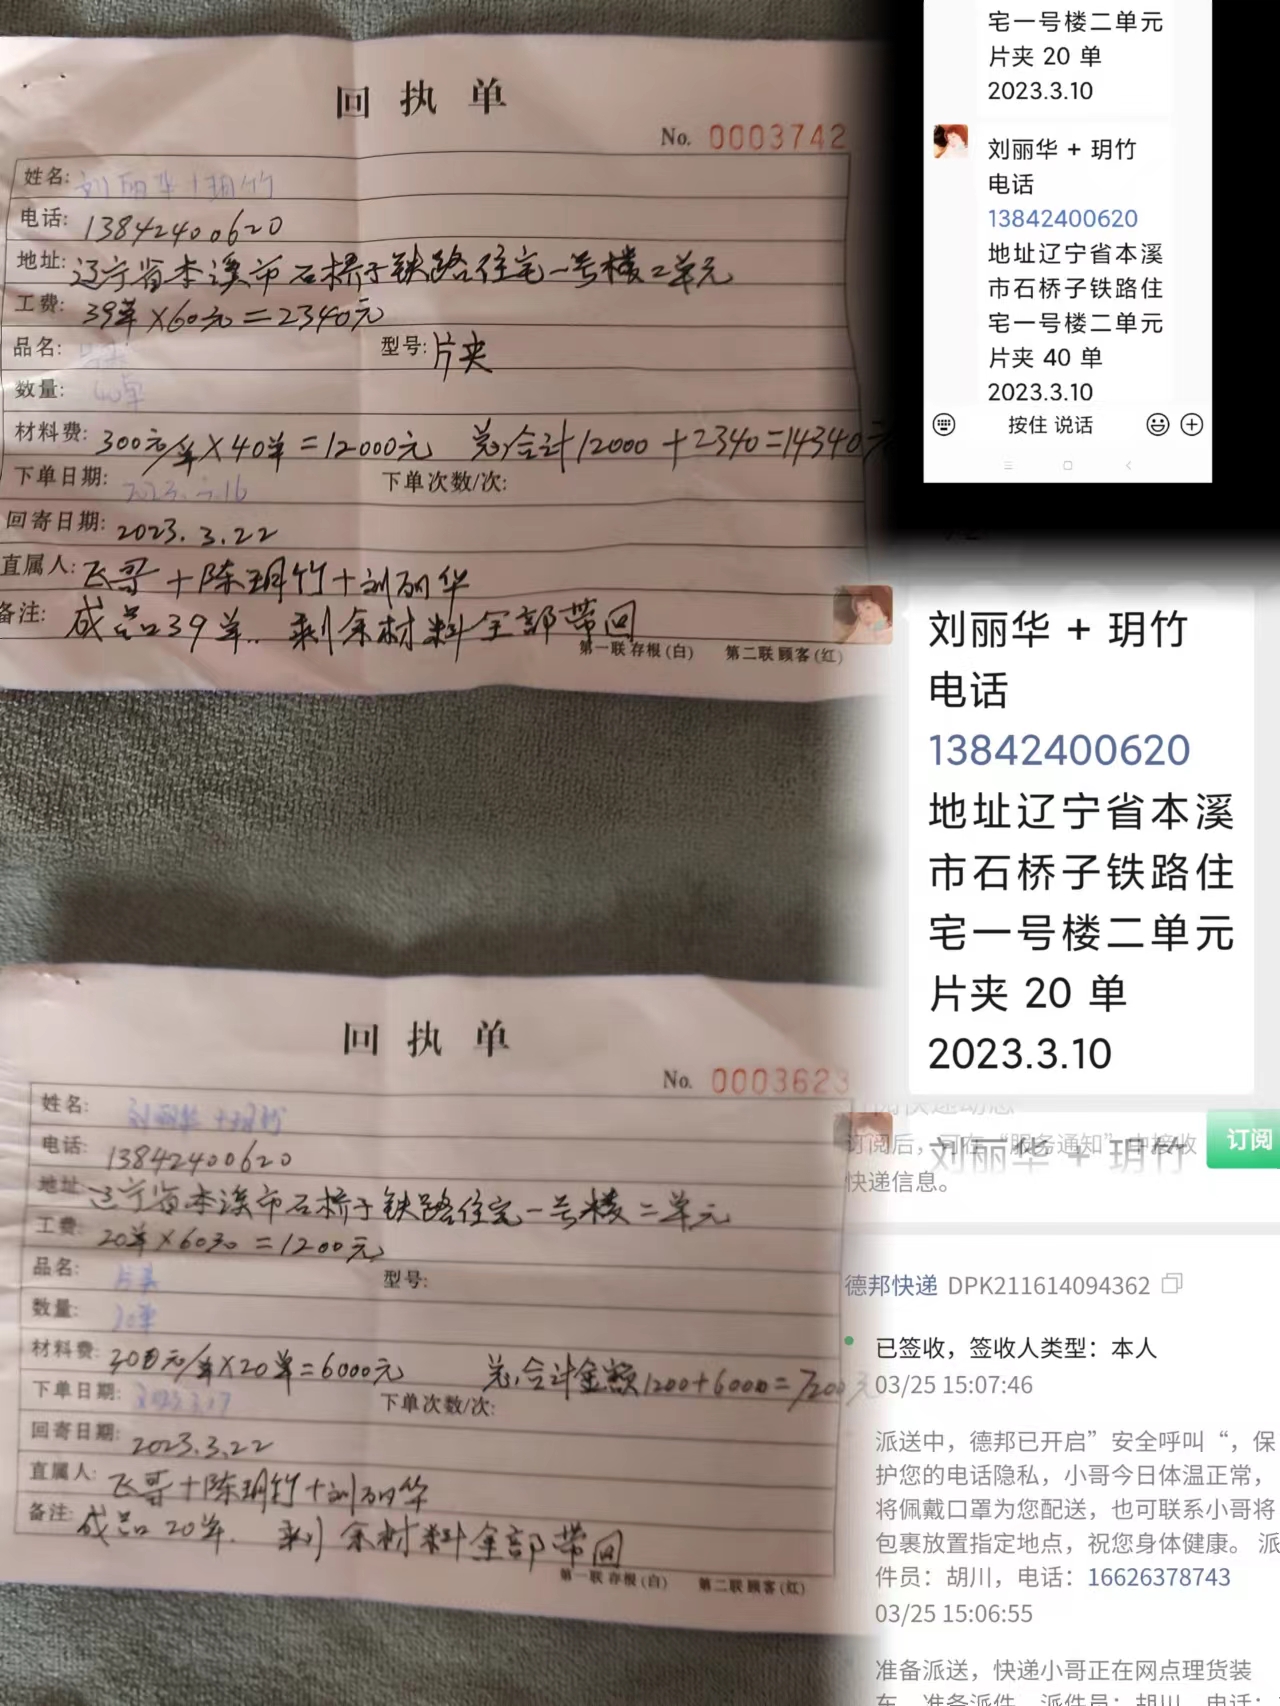 回执单
No. 0003742
姓名: 刘丽华+玥竹
电话: 13842400620
地址: 辽宁省本溪市石桥子铁路住宅一号楼二单元
工费: 39单×60元=2340元
品名: 型号: 片夹
数量: 40单
材料费: 300元/单×40单=12000元 总合计12000+2340=14340元
下单日期: 下单次数/次:
回寄日期: 2023.3.22
直属人: 飞哥+陈玥竹+刘丽华
备注: 成品39单.. 剩余材料全部带回
第一联存根(白) 第二联顾客(红)
回执单
No. 0003623
姓名: 刘丽华+玥竹
电话: 13842400620
地址: 辽宁省本溪市石桥子铁路住宅一号楼二单元
工费: 20单×60元=1200元
品名: 片夹 型号:
数量: 20单
材料费: 300元/单×20单=6000元 总合计金额1200+6000=7200元
下单日期: 2023.3.17 下单次数/次:
回寄日期: 2023.3.22
直属人: 飞哥+陈玥竹+刘丽华
备注: 成品20单. 剩余材料全部带回
第一联存根(白) 第二联顾客(红)
宅一号楼二单元
片夹 20 单
2023.3.10
刘丽华 + 玥竹
电话
13842400620
地址辽宁省本溪
市石桥子铁路住
宅一号楼二单元
片夹 40 单
2023.3.10
按住 说话
刘丽华 + 玥竹
电话
13842400620
地址辽宁省本溪
市石桥子铁路住
宅一号楼二单元
片夹 20 单
2023.3.10
订阅后，可在“服务通知”中接收
快递信息。
刘丽华 + 玥竹
订阅
德邦快递 DPK211614094362
已签收，签收人类型：本人
03/25 15:07:46
派送中，德邦已开启”安全呼叫“，保
护您的电话隐私，小哥今日体温正常，
将佩戴口罩为您配送，也可联系小哥将
包裹放置指定地点，祝您身体健康。 派
件员：胡川，电话：16626378743
03/25 15:06:55
准备派送，快递小哥正在网点理货装
车，准备派件，派件员：胡川，电话：